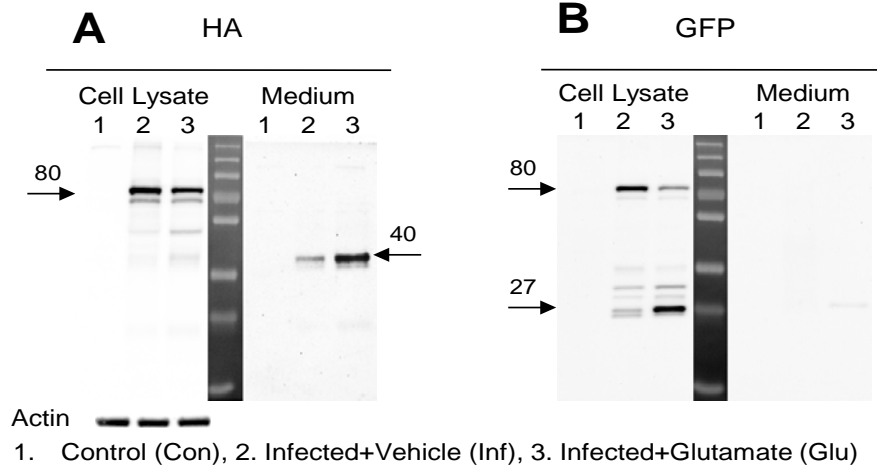 A HA
B GFP
Cell Lysate Medium
1 2 3 1 2 3
80
40
Cell Lysate Medium
1 2 3 1 2 3
80
27
Actin
1. Control (Con), 2. Infected+Vehicle (Inf), 3. Infected+Glutamate (Glu)